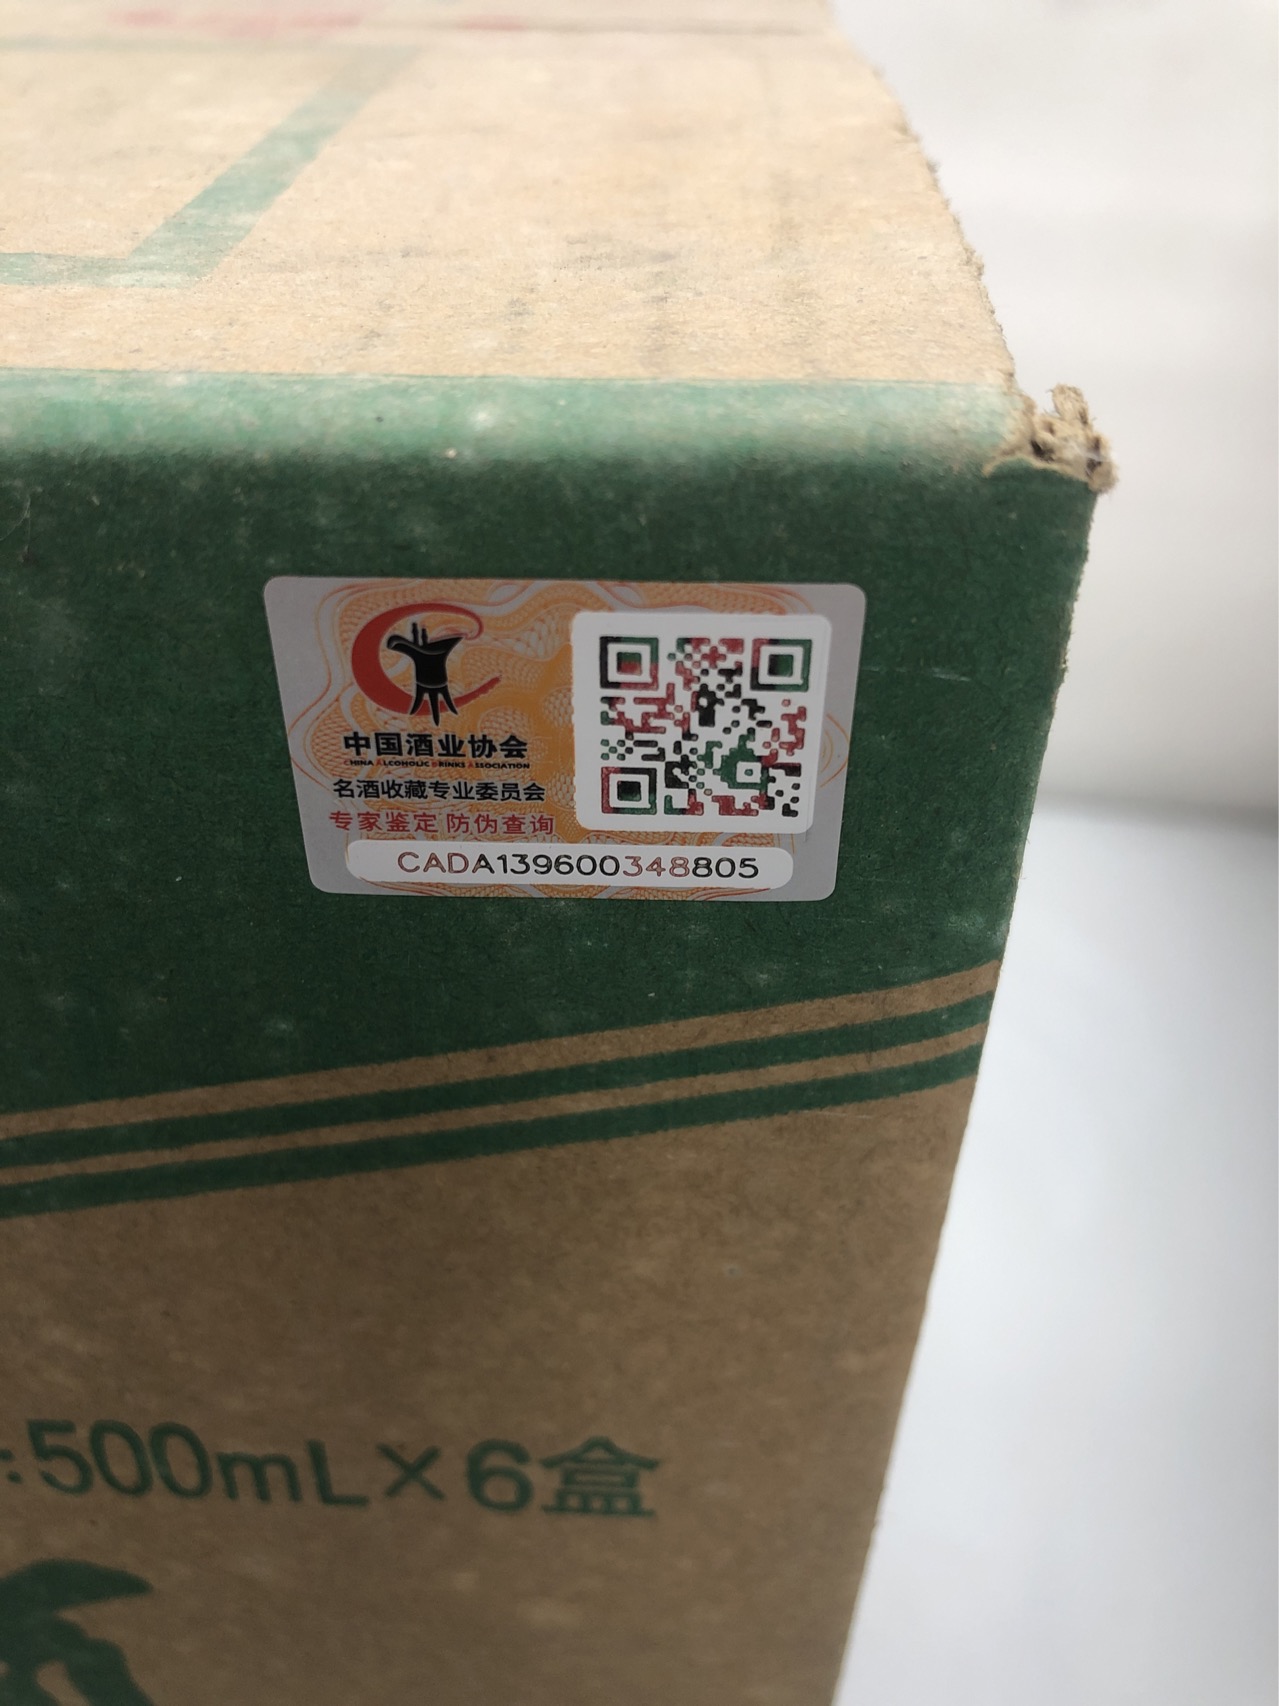 中国酒业协会
CHINA ALCOHOLIC DRINKS ASSOCIATION
名酒收藏专业委员会
专家鉴定 防伪查询
CADA139600348805
:500mL×6盒